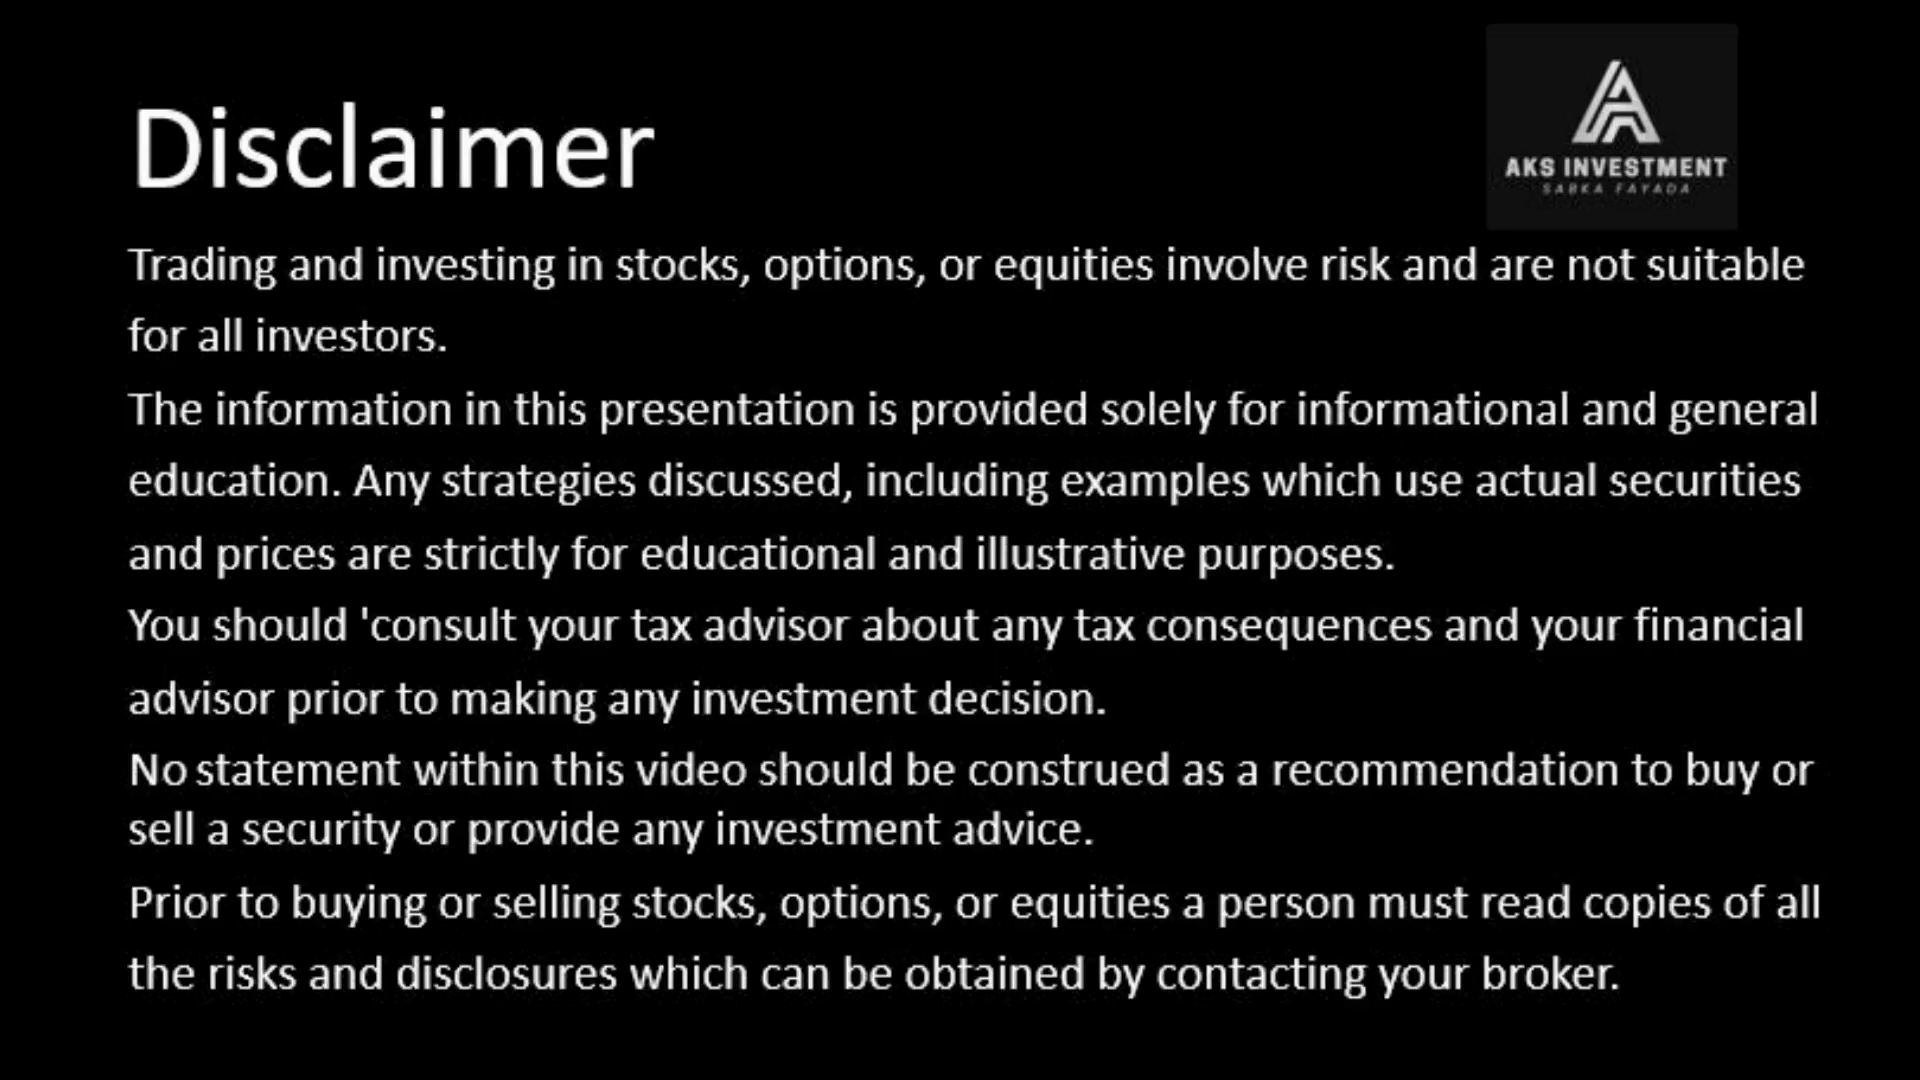 Disclaimer
AKS INVESTMENT
SABKA FAYADA
Trading and investing in stocks, options, or equities involve risk and are not suitable
for all investors.
The information in this presentation is provided solely for informational and general
education. Any strategies discussed, including examples which use actual securities
and prices are strictly for educational and illustrative purposes.
You should 'consult your tax advisor about any tax consequences and your financial
advisor prior to making any investment decision.
No statement within this video should be construed as a recommendation to buy or
sell a security or provide any investment advice.
Prior to buying or selling stocks, options, or equities a person must read copies of all
the risks and disclosures which can be obtained by contacting your broker.